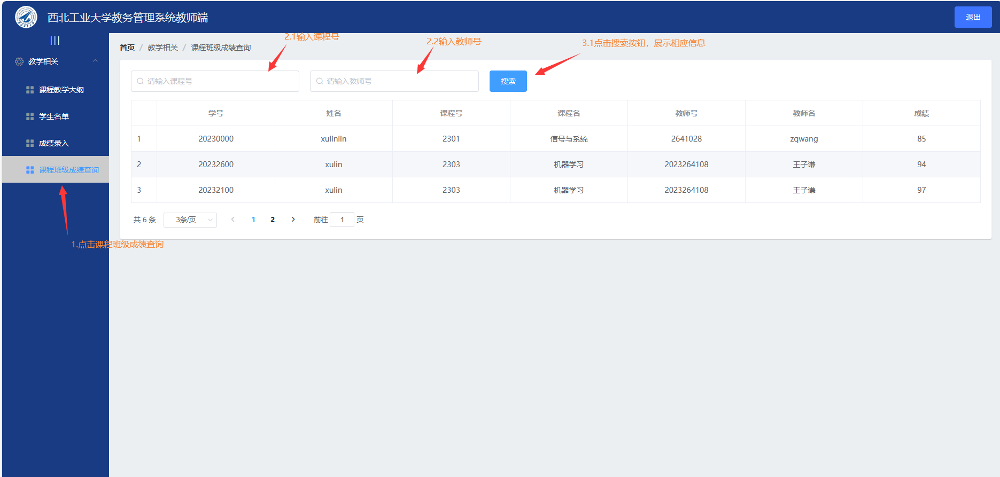 西北工业大学教务管理系统教师端
退出
|||
教学相关
课程教学大纲
学生名单
成绩录入
课程班级成绩查询
1.点击课程班级成绩查询
首页 / 教学相关 / 课程班级成绩查询
2.1输入课程号
2.2输入教师号
3.1点击搜索按钮，展示相应信息
请输入课程号
请输入教师号
搜索
学号 姓名 课程号 课程名 教师号 教师名 成绩
1 20230000 xulinlin 2301 信号与系统 2641028 zqwang 85
2 20232600 xulin 2303 机器学习 2023264108 王子谦 94
3 20232100 xulin 2303 机器学习 2023264108 王子谦 97
共 6 条 3条/页 1 2 前往 1 页